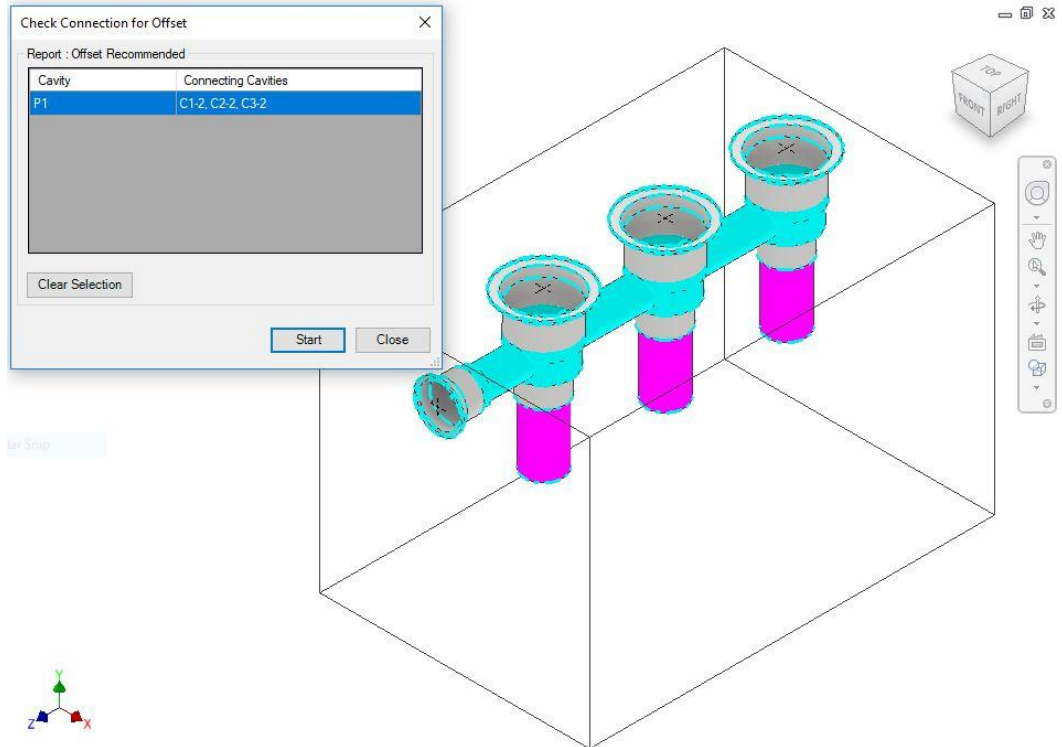 Check Connection for Offset
Report : Offset Recommended
Cavity Connecting Cavities
P1 C1-2, C2-2, C3-2
Clear Selection
Start Close
TOP
FRONT RIGHT
Y
Z X